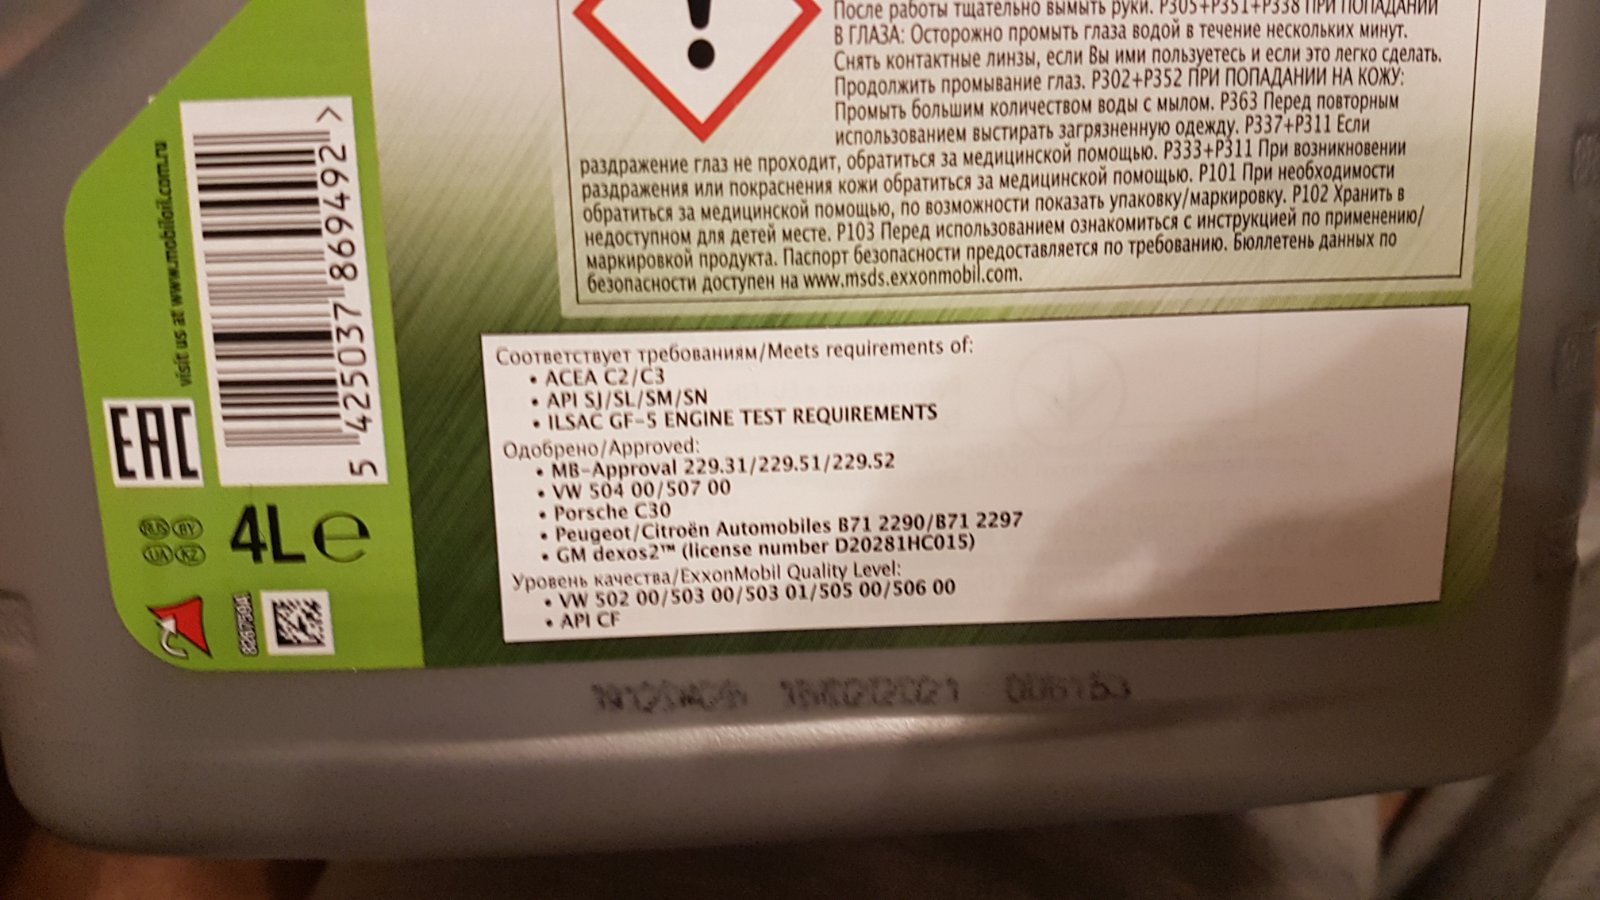 После работы тщательно вымыть руки. P305+P351+P338 ПРИ ПОПАДАНИИ
В ГЛАЗА: Осторожно промыть глаза водой в течение нескольких минут.
Снять контактные линзы, если Вы ими пользуетесь и если это легко сделать.
Продолжить промывание глаз. P302+P352 ПРИ ПОПАДАНИИ НА КОЖУ:
Промыть большим количеством воды с мылом. P363 Перед повторным
использованием выстирать загрязненную одежду. P337+P311 Если
раздражение глаз не проходит, обратиться за медицинской помощью. P333+P311 При возникновении
раздражения или покраснения кожи обратиться за медицинской помощью. P101 При необходимости
обратиться за медицинской помощью, по возможности показать упаковку/маркировку. P102 Хранить в
недоступном для детей месте. P103 Перед использованием ознакомиться с инструкцией по применению/
маркировкой продукта. Паспорт безопасности предоставляется по требованию. Бюллетень данных по
безопасности доступен на www.msds.exxonmobil.com.
visit us at www.mobiloil.com.ru
5 425037 869492 >
EAC
RUS BY
UA KZ
4L e
Соответствует требованиям/Meets requirements of:
• ACEA C2/C3
• API SJ/SL/SM/SN
• ILSAC GF-5 ENGINE TEST REQUIREMENTS
Одобрено/Approved:
• MB-Approval 229.31/229.51/229.52
• VW 504 00/507 00
• Porsche C30
• Peugeot/Citroën Automobiles B71 2290/B71 2297
• GM dexos2™ (license number D20281HC015)
Уровень качества/ExxonMobil Quality Level:
• VW 502 00/503 00/503 01/505 00/506 00
• API CF